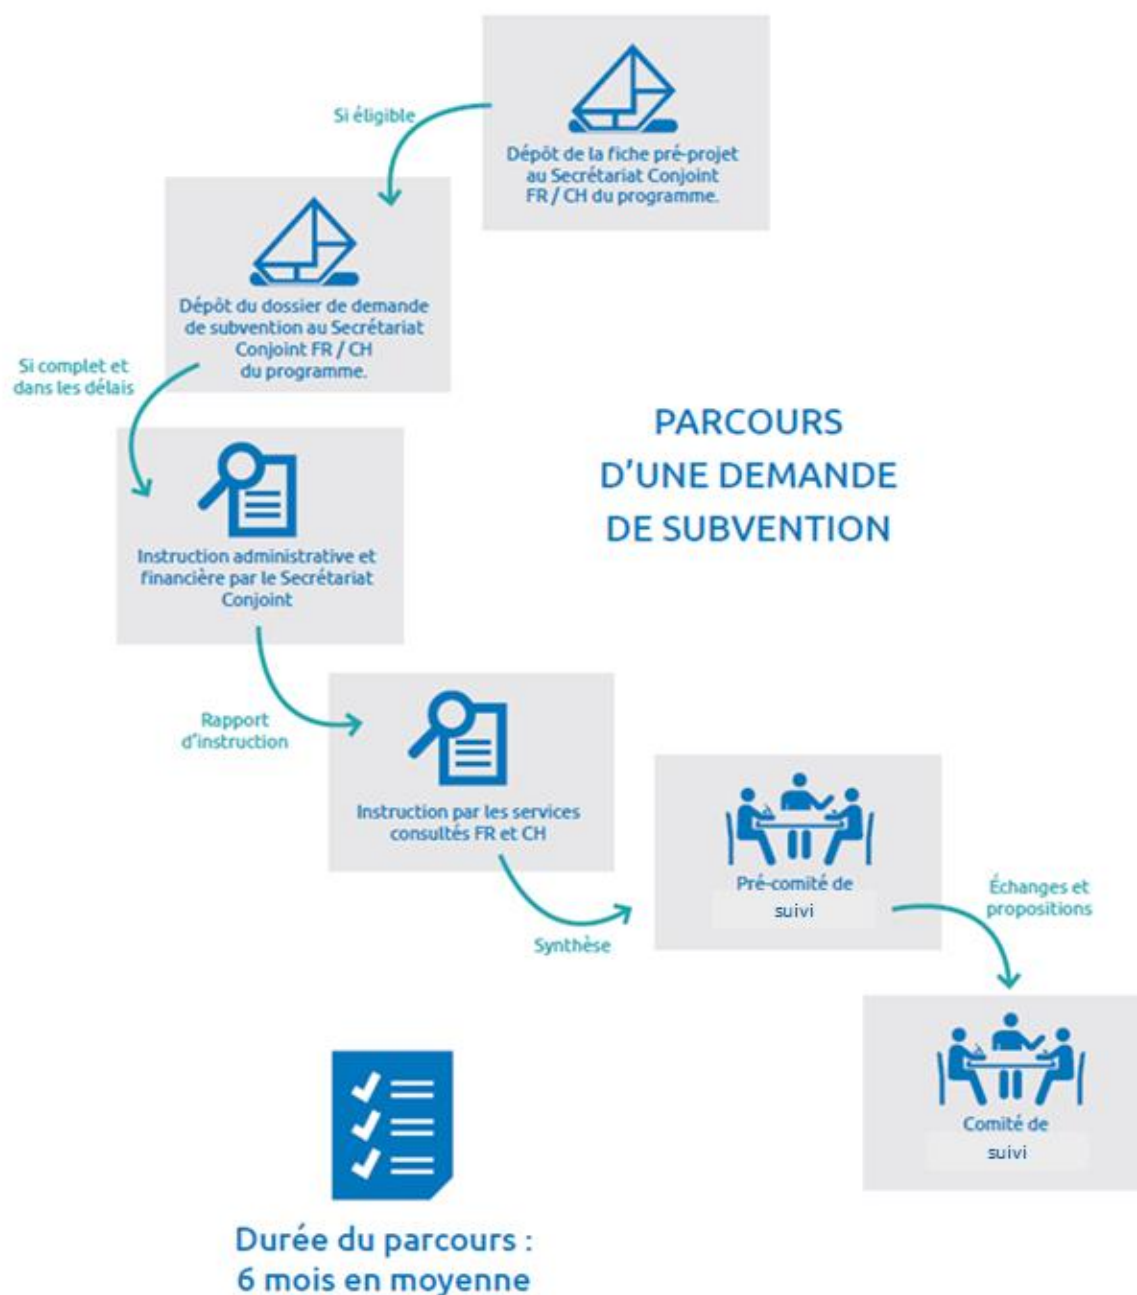 Si éligible
Dépôt de la fiche pré-projet
au Secrétariat Conjoint
FR / CH du programme.
Dépôt du dossier de demande
de subvention au Secrétariat
Conjoint FR / CH
du programme.
Si complet et
dans les délais
PARCOURS
D'UNE DEMANDE
DE SUBVENTION
Instruction administrative et
financière par le Secrétariat
Conjoint
Rapport
d'instruction
Instruction par les services
consultés FR et CH
Synthèse
Pré-comité de
suivi
Échanges et
propositions
Comité de
suivi
Durée du parcours :
6 mois en moyenne